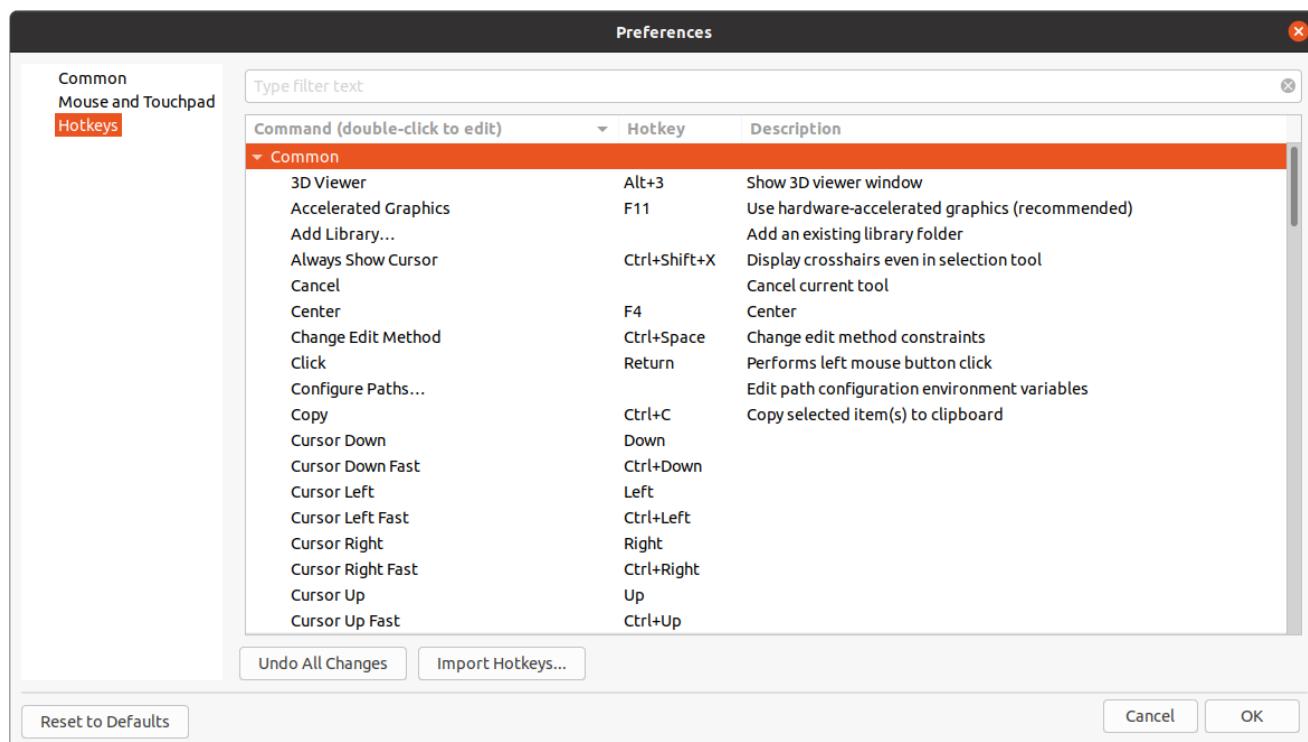 Preferences
Common
Mouse and Touchpad
Hotkeys
Type filter text
Command (double-click to edit) Hotkey Description
Common
3D Viewer Alt+3 Show 3D viewer window
Accelerated Graphics F11 Use hardware-accelerated graphics (recommended)
Add Library... Add an existing library folder
Always Show Cursor Ctrl+Shift+X Display crosshairs even in selection tool
Cancel Cancel current tool
Center F4 Center
Change Edit Method Ctrl+Space Change edit method constraints
Click Return Performs left mouse button click
Configure Paths... Edit path configuration environment variables
Copy Ctrl+C Copy selected item(s) to clipboard
Cursor Down Down
Cursor Down Fast Ctrl+Down
Cursor Left Left
Cursor Left Fast Ctrl+Left
Cursor Right Right
Cursor Right Fast Ctrl+Right
Cursor Up Up
Cursor Up Fast Ctrl+Up
Undo All Changes Import Hotkeys...
Reset to Defaults Cancel OK